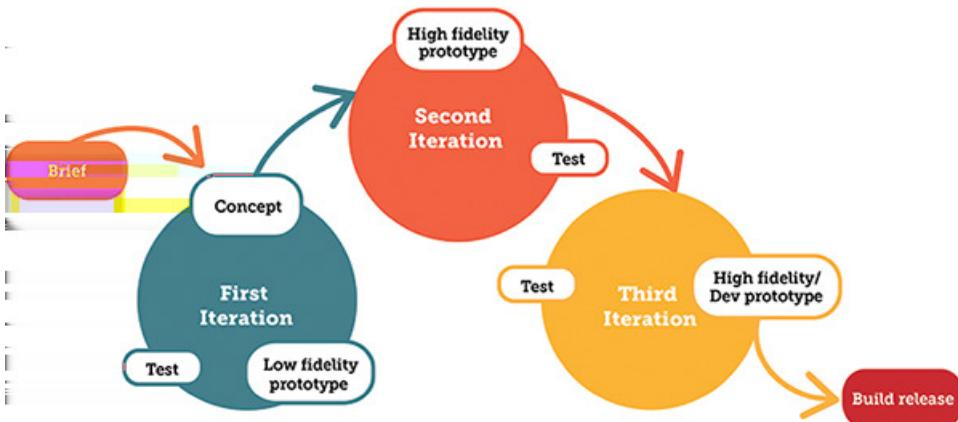 Brief
Concept
First
Iteration
Test
Low fidelity
prototype
High fidelity
prototype
Second
Iteration
Test
Test
Third
Iteration
High fidelity/
Dev prototype
Build release